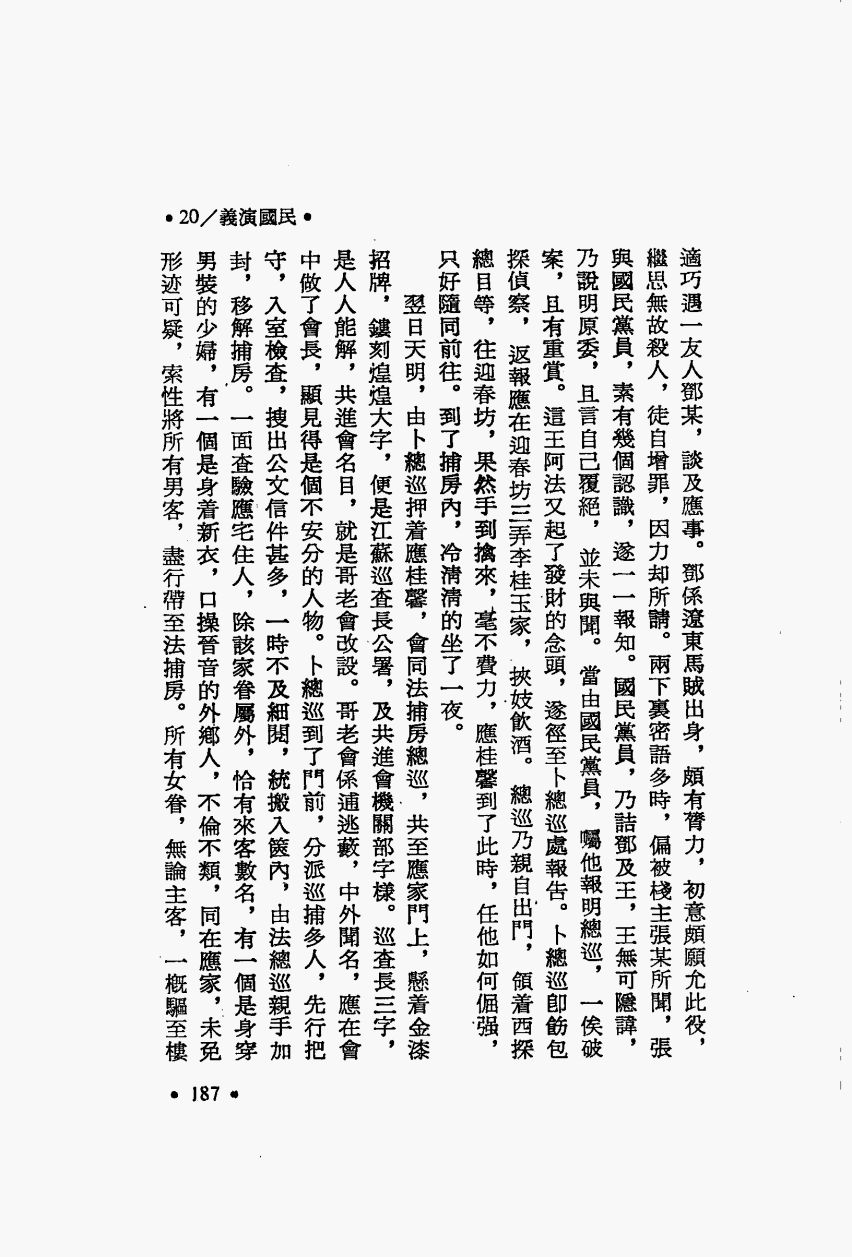 •20／義演國民•
適巧遇一友人鄧某，談及應事。鄧係遼東馬賊出身，頗有膂力，初意頗願允此役，
繼思無故殺人，徒自增罪，因力却所請。兩下裏密語多時，偏被棧主張某所聞，張
與國民黨員，素有幾個認識，遂一一報知。國民黨員，乃詰鄧及王，王無可隱諱，
乃說明原委，且言自己覆絕，並未與聞。當由國民黨員，囑他報明總巡，一俟破
案，且有重賞。這王阿法又起了發財的念頭，遂徑至卜總巡處報告。卜總巡卽飭包
探偵察，返報應在迎春坊三弄李桂玉家，挾妓飲酒。總巡乃親自出門，領着西探
總目等，往迎春坊，果然手到擒來，毫不費力，應桂馨到了此時，任他如何倔强，
只好隨同前往。到了捕房內，冷清清的坐了一夜。
翌日天明，由卜總巡押着應桂馨，會同法捕房總巡，共至應家門上，懸着金漆
招牌，鏤刻煌煌大字，便是江蘇巡查長公署，及共進會機關部字樣。巡查長三字，
是人人能解，共進會名目，就是哥老會改設。哥老會係逋逃藪，中外聞名，應在會
中做了會長，顯見得是個不安分的人物。卜總巡到了門前，分派巡捕多人，先行把
守，入室檢查，搜出公文信件甚多，一時不及細閱，統搬入篋內，由法總巡親手加
封，移解捕房。一面查驗應宅住人，除該家眷屬外，恰有來客數名，有一個是身穿
男裝的少婦，有一個是身着新衣，口操晉音的外鄉人，不倫不類，同在應家，未免
形迹可疑，索性將所有男客，盡行帶至法捕房。所有女眷，無論主客，一概驅至樓
•187•